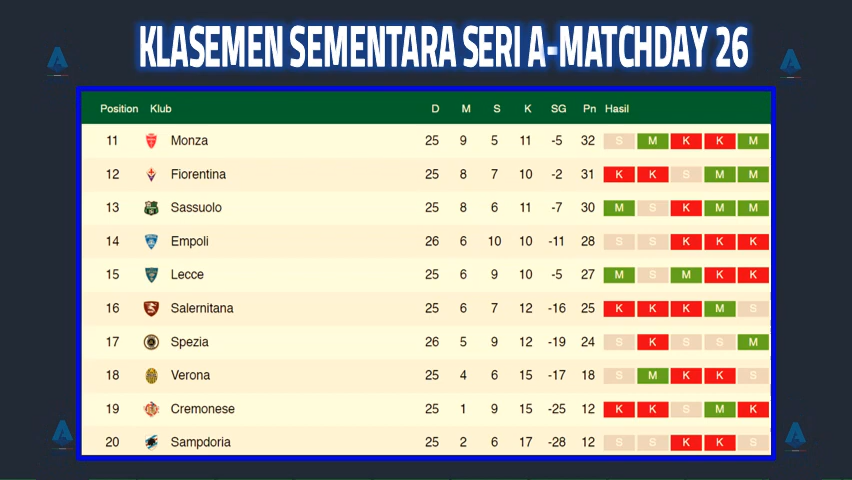 KLASEMEN SEMENTARA SERI A-MATCHDAY 26
Position Klub D M S K SG Pn Hasil
11 Monza 25 9 5 11 -5 32 S M K K M
12 Fiorentina 25 8 7 10 -2 31 K K S M M
13 Sassuolo 25 8 6 11 -7 30 M S K M M
14 Empoli 26 6 10 10 -11 28 S S K K K
15 Lecce 25 6 9 10 -5 27 M S M K K
16 Salernitana 25 6 7 12 -16 25 K K K M S
17 Spezia 26 5 9 12 -19 24 S K S S M
18 Verona 25 4 6 15 -17 18 S M K K S
19 Cremonese 25 1 9 15 -25 12 K K S M K
20 Sampdoria 25 2 6 17 -28 12 S S K K S